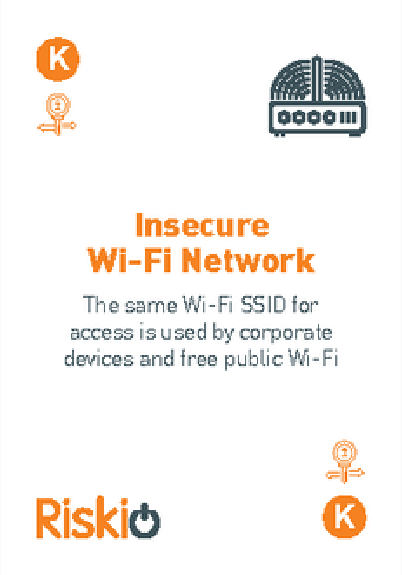 K
Insecure
Wi-Fi Network
The same Wi-Fi SSID for
access is used by corporate
devices and free public Wi-Fi
Riskio
K